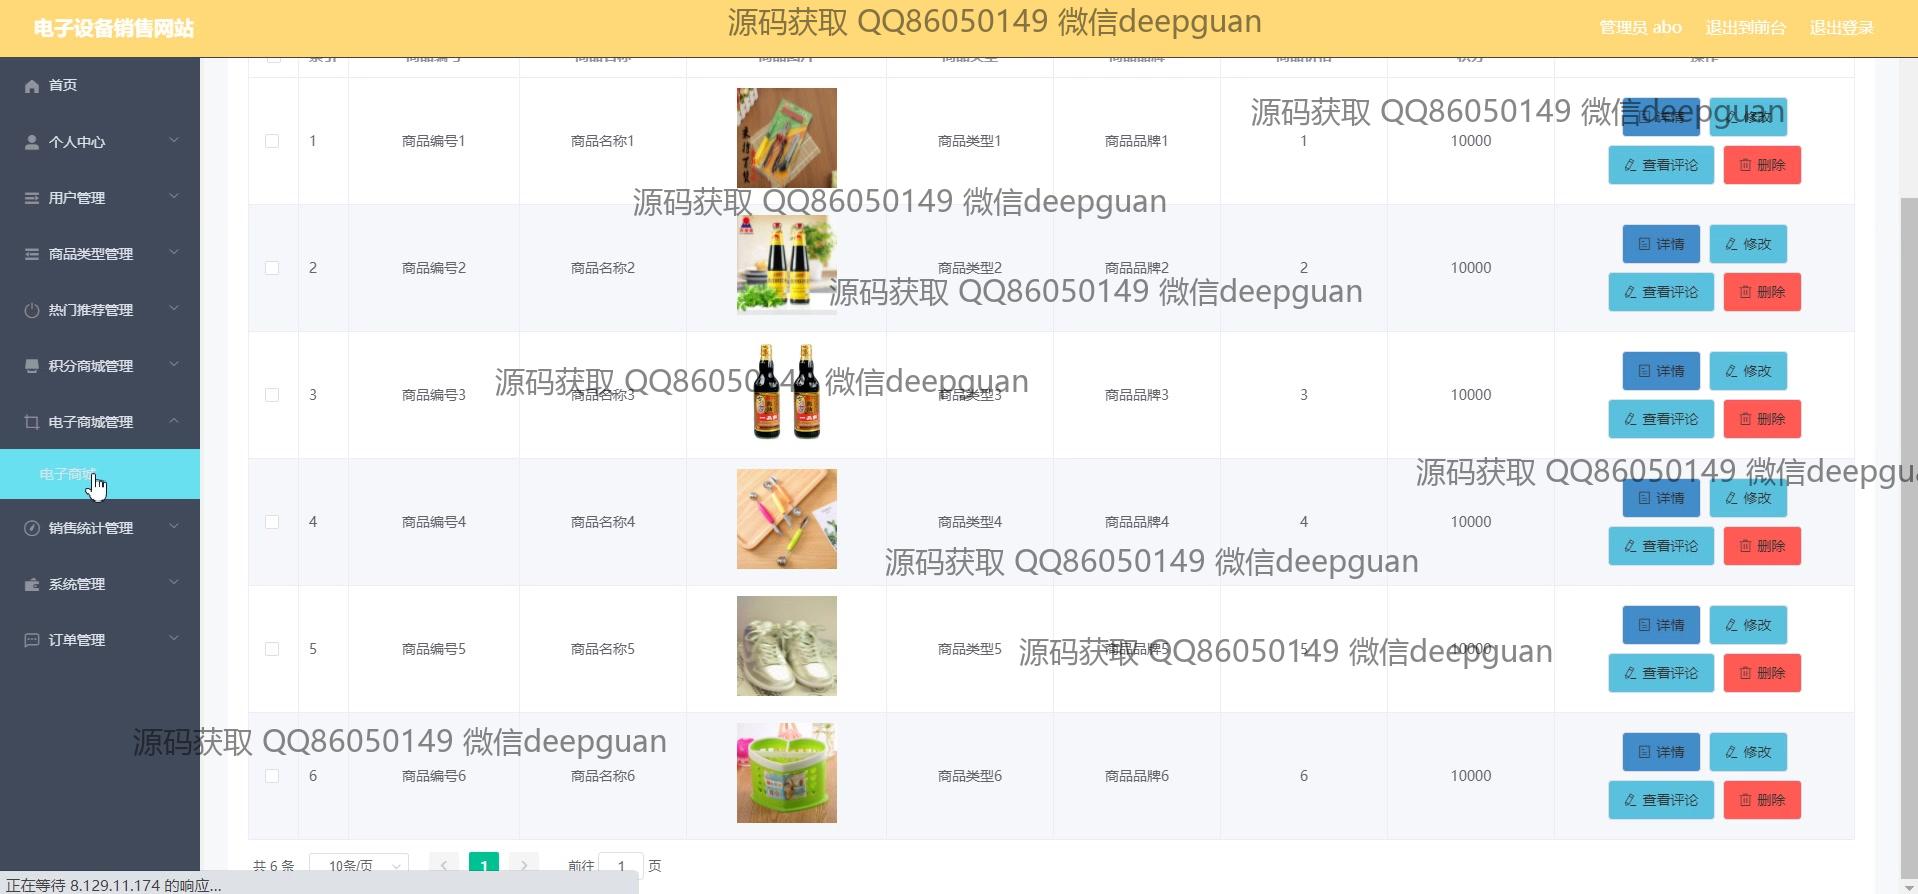 电子设备销售网站
源码获取 QQ86050149 微信deepguan
管理员 abo 退出到前台 退出登录
首页
个人中心
用户管理
商品类型管理
热门推荐管理
积分商城管理
电子商城管理
电子商城
销售统计管理
系统管理
订单管理
索引 商品编号 商品名称 商品图片 商品类型 商品品牌 商品价格 积分 操作
源码获取 QQ86050149 微信deepguan
1 商品编号1 商品名称1 商品类型1 商品品牌1 1 10000 详情 修改
查看评论 删除
源码获取 QQ86050149 微信deepguan
2 商品编号2 商品名称2 商品类型2 商品品牌2 2 10000 详情 修改
查看评论 删除
源码获取 QQ86050149 微信deepguan
3 商品编号3 商品名称3 商品类型3 商品品牌3 3 10000 详情 修改
源码获取 QQ86050149 微信deepguan
查看评论 删除
源码获取 QQ86050149 微信deepgua
4 商品编号4 商品名称4 商品类型4 商品品牌4 4 10000 详情 修改
查看评论 删除
源码获取 QQ86050149 微信deepguan
5 商品编号5 商品名称5 商品类型5 商品品牌5 5 10000 详情 修改
源码获取 QQ86050149 微信deepguan
查看评论 删除
源码获取 QQ86050149 微信deepguan
6 商品编号6 商品名称6 商品类型6 商品品牌6 6 10000 详情 修改
查看评论 删除
共 6 条 10条/页 1 前往 1 页
正在等待 8.129.11.174 的响应...